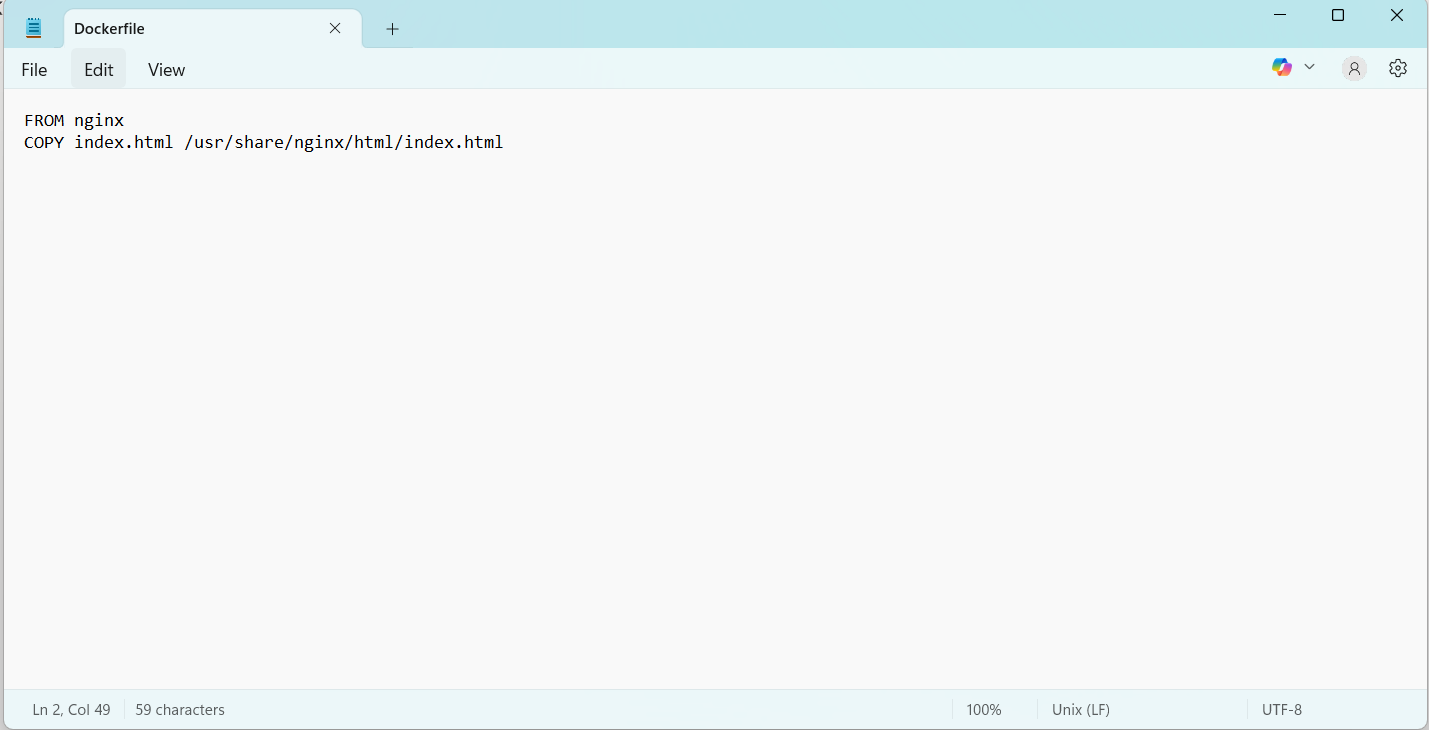 Dockerfile
File Edit View
FROM nginx
COPY index.html /usr/share/nginx/html/index.html
Ln 2, Col 49 59 characters 100% Unix (LF) UTF-8